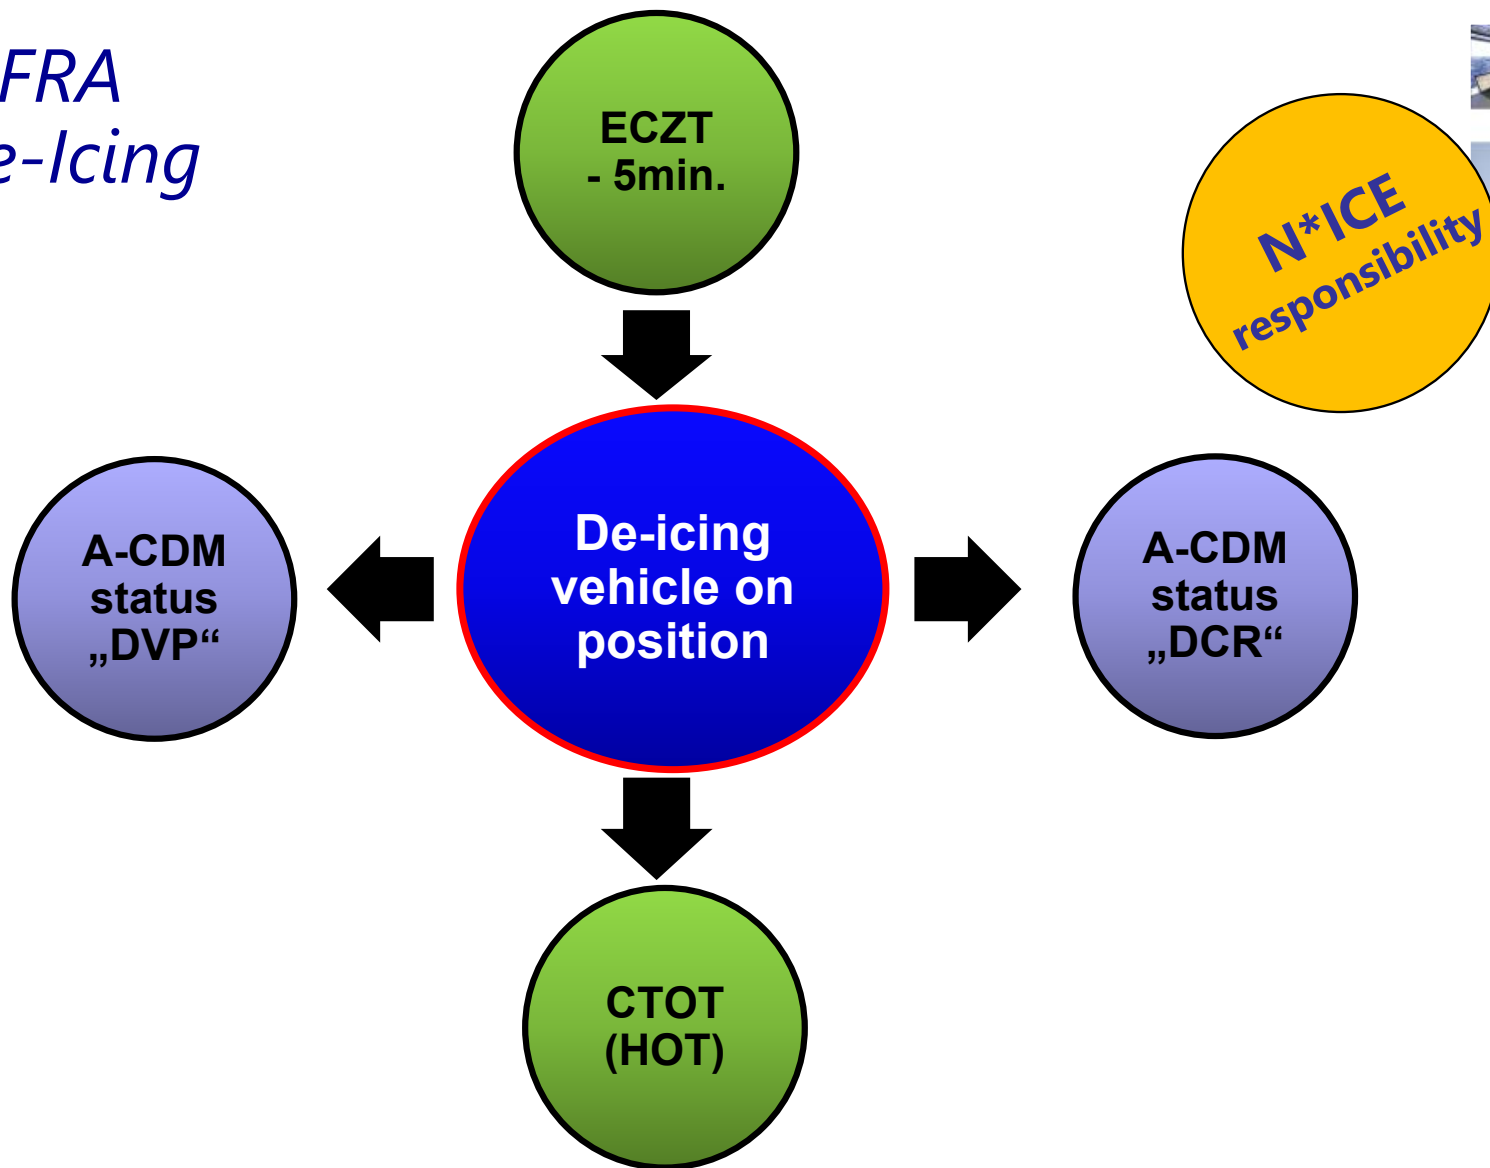 FRA
e-Icing
ECZT
- 5min.
N*ICE
responsibility
A-CDM
status
„DVP“
De-icing
vehicle on
position
A-CDM
status
„DCR“
CTOT
(HOT)